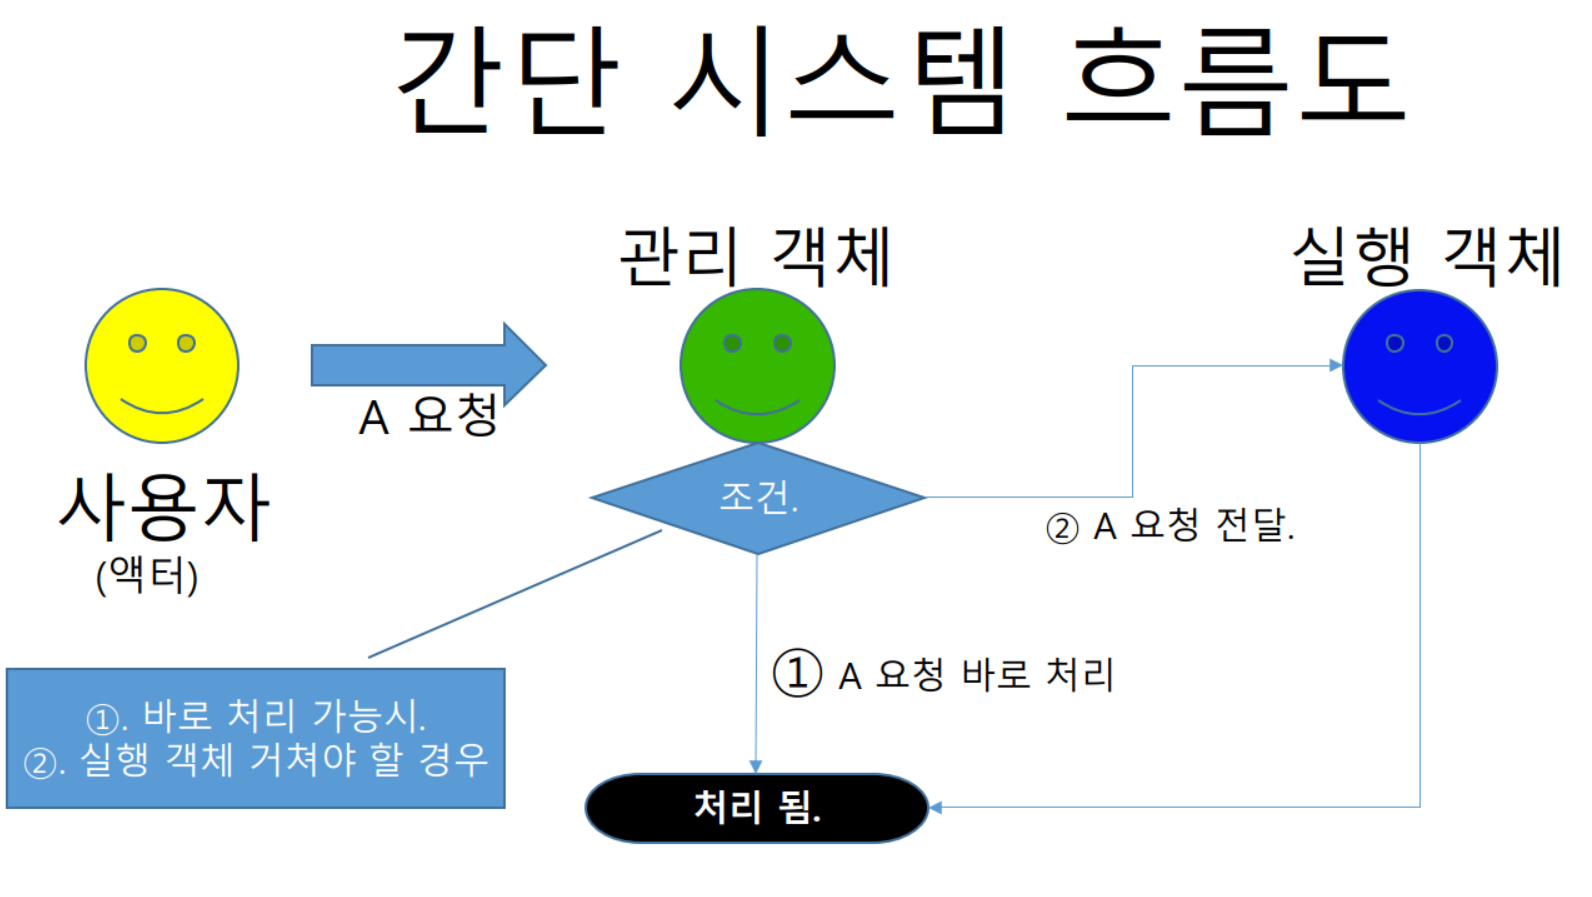 간단 시스템 흐름도
관리 객체
실행 객체
A 요청
사용자
(액터)
조건.
② A 요청 전달.
① A 요청 바로 처리
①. 바로 처리 가능시.
②. 실행 객체 거쳐야 할 경우
처리 됨.